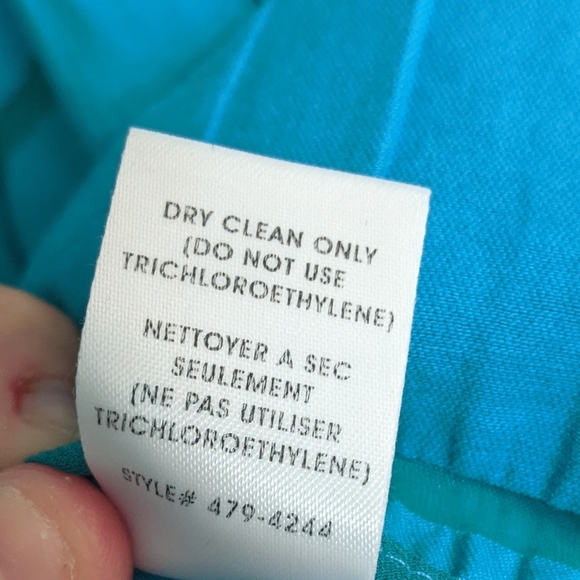 DRY CLEAN ONLY
(DO NOT USE
TRICHLOROETHYLENE)
NETTOYER A SEC
SEULEMENT
(NE PAS UTILISER
TRICHLOROETHYLENE)
STYLE# 479-4244